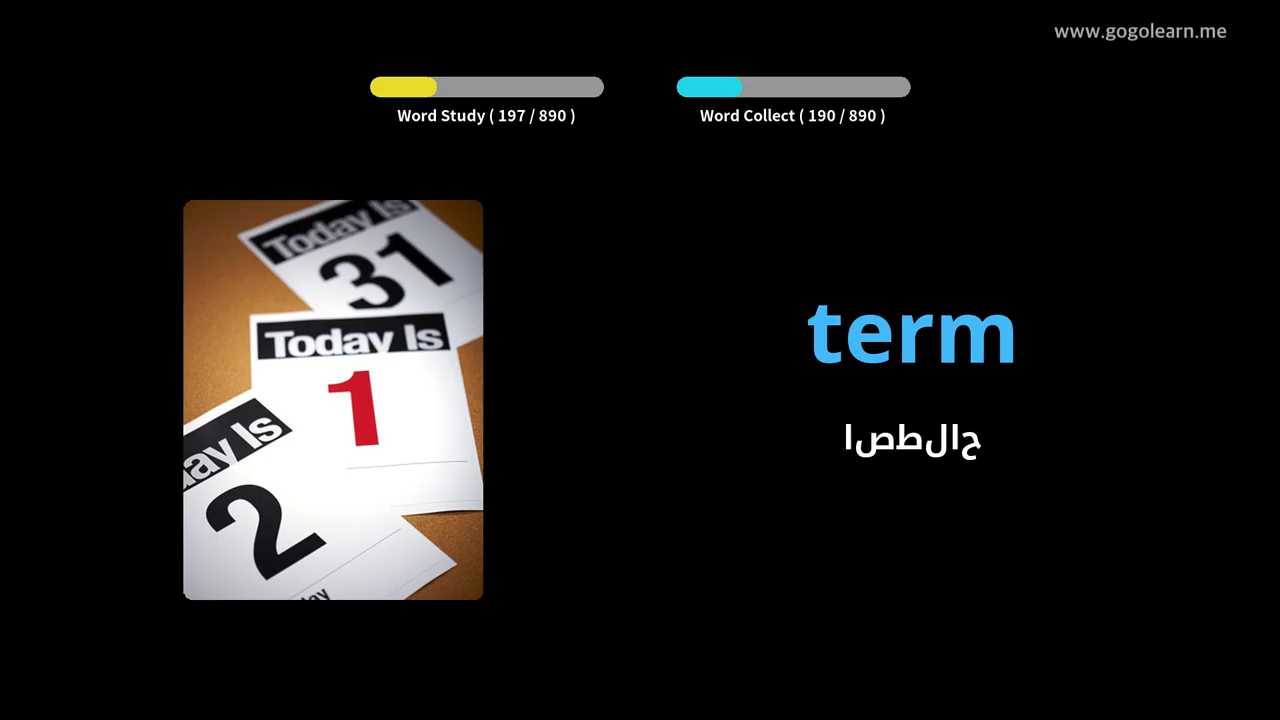 www.gogolearn.me
Word Study ( 197 / 890 )
Word Collect ( 190 / 890 )
Today Is
31
Today Is
1
ay Is
2
term
اصطلاح